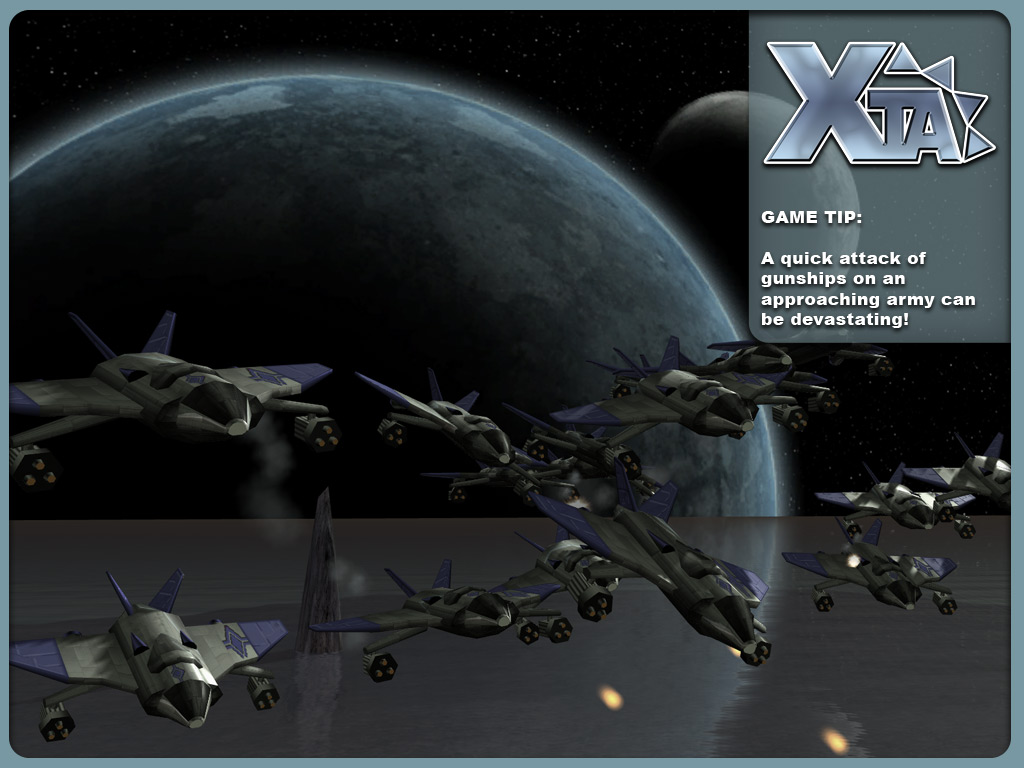 XTA
GAME TIP:
A quick attack of
gunships on an
approaching army can
be devastating!